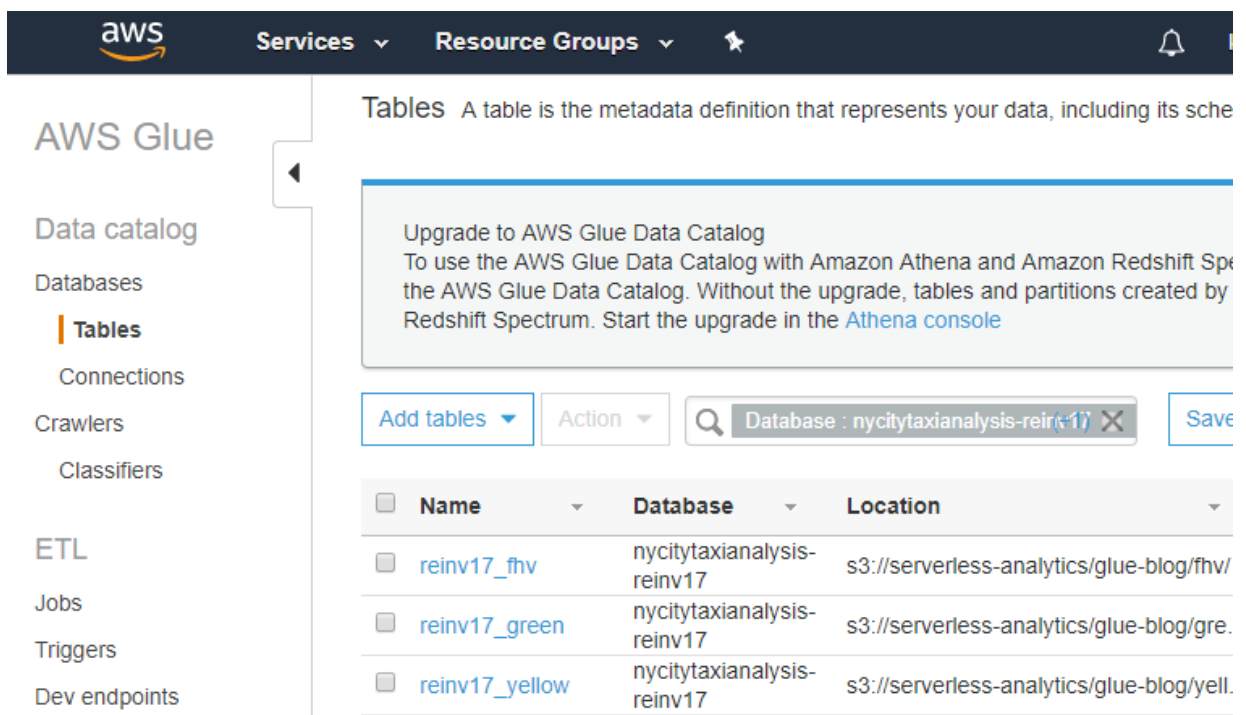 aws Services Resource Groups
AWS Glue
Data catalog
Databases
Tables
Connections
Crawlers
Classifiers
ETL
Jobs
Triggers
Dev endpoints
Tables A table is the metadata definition that represents your data, including its sche
Upgrade to AWS Glue Data Catalog
To use the AWS Glue Data Catalog with Amazon Athena and Amazon Redshift Spe
the AWS Glue Data Catalog. Without the upgrade, tables and partitions created by
Redshift Spectrum. Start the upgrade in the Athena console
Add tables Action Database : nycitytaxianalysis-reinv17 (+1) Save
Name Database Location
reinv17_fhv nycitytaxianalysis-reinv17 s3://serverless-analytics/glue-blog/fhv/
reinv17_green nycitytaxianalysis-reinv17 s3://serverless-analytics/glue-blog/gre.
reinv17_yellow nycitytaxianalysis-reinv17 s3://serverless-analytics/glue-blog/yell.